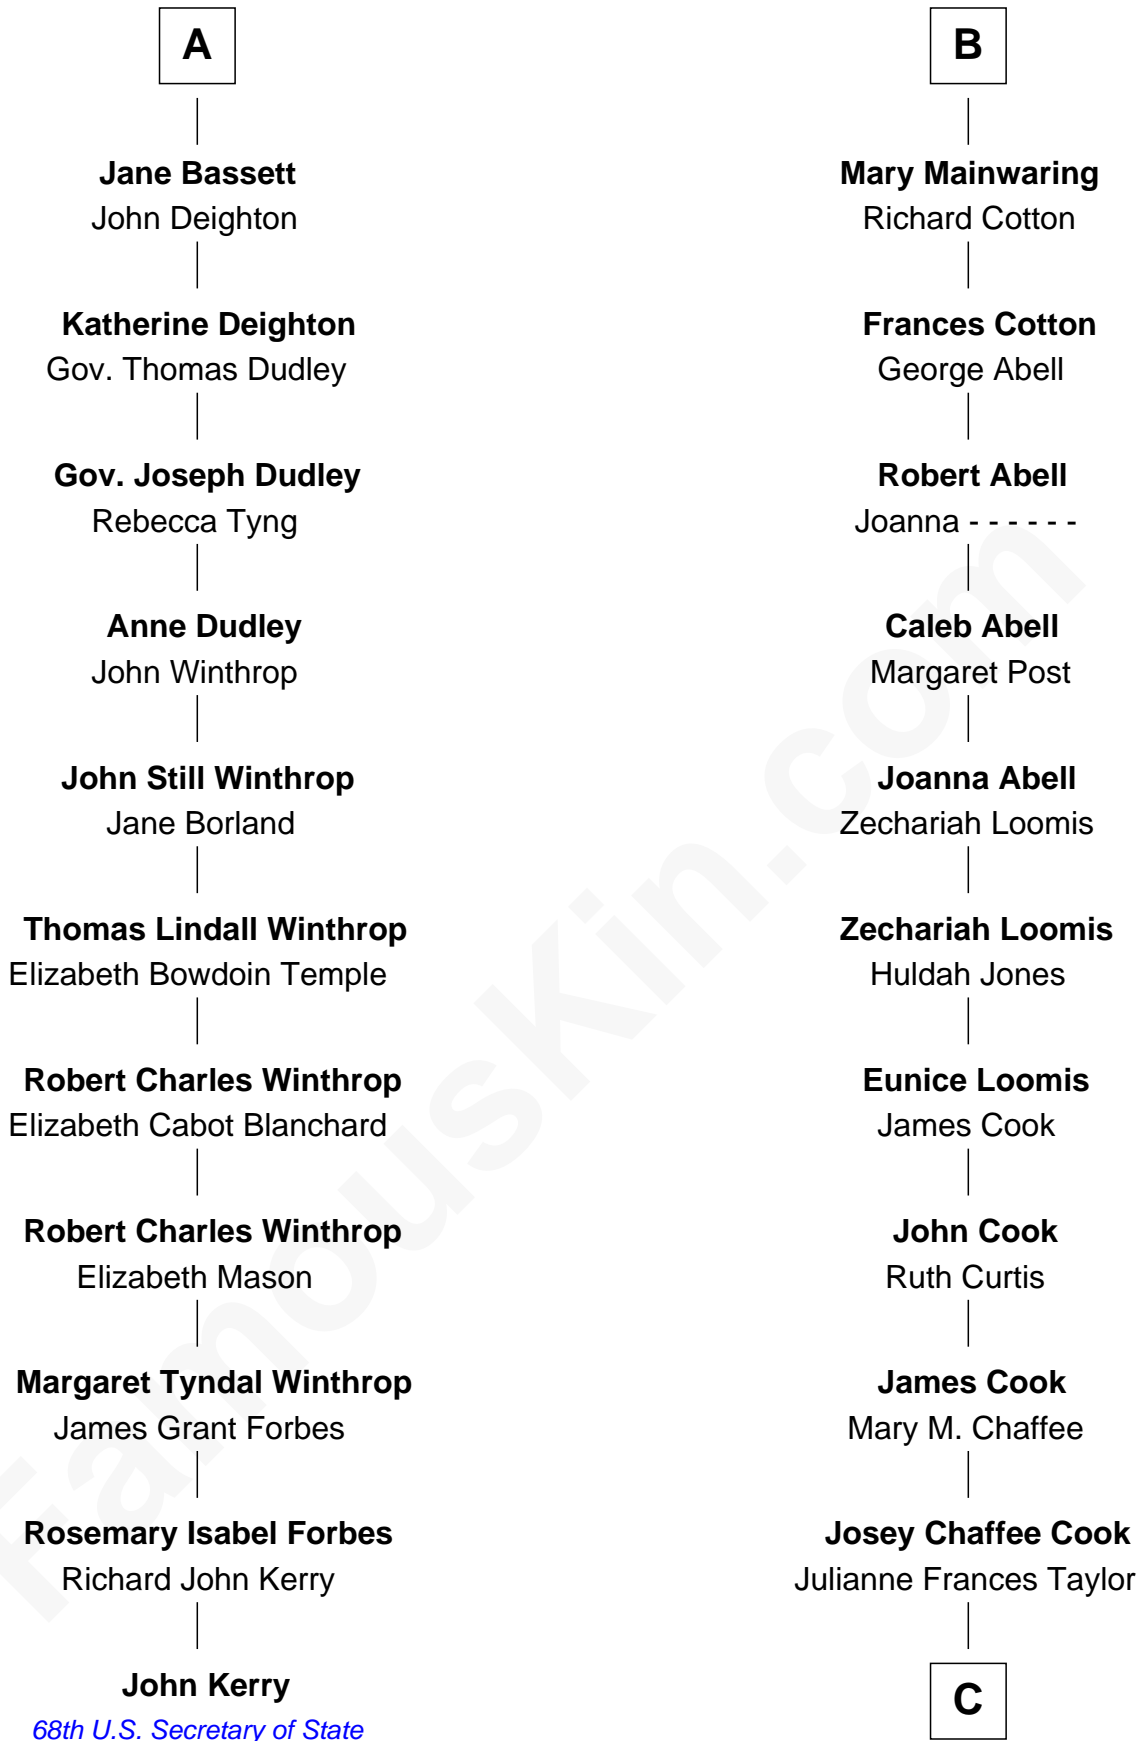 A
Jane Bassett
John Deighton
Katherine Deighton
Gov. Thomas Dudley
Gov. Joseph Dudley
Rebecca Tyng
Anne Dudley
John Winthrop
John Still Winthrop
Jane Borland
Thomas Lindall Winthrop
Elizabeth Bowdoin Temple
Robert Charles Winthrop
Elizabeth Cabot Blanchard
Robert Charles Winthrop
Elizabeth Mason
Margaret Tyndal Winthrop
James Grant Forbes
Rosemary Isabel Forbes
Richard John Kerry
John Kerry
68th U.S. Secretary of State
B
Mary Mainwaring
Richard Cotton
Frances Cotton
George Abell
Robert Abell
Joanna - - - - - -
Caleb Abell
Margaret Post
Joanna Abell
Zechariah Loomis
Zechariah Loomis
Huldah Jones
Eunice Loomis
James Cook
John Cook
Ruth Curtis
James Cook
Mary M. Chaffee
Josey Chaffee Cook
Julianne Frances Taylor
C
FamousKin.com